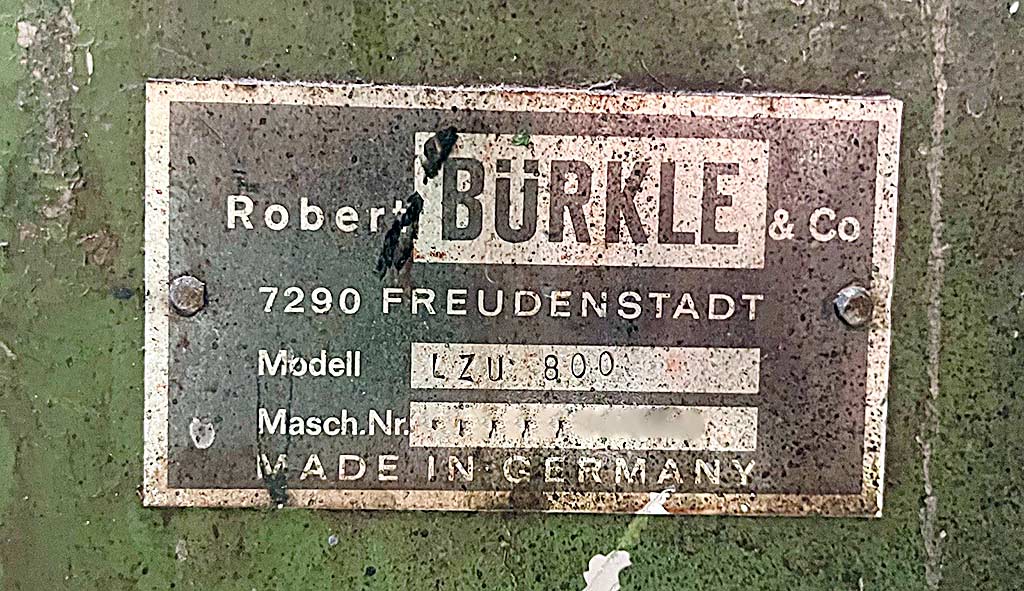 Robert BÜRKLE & Co
7290 FREUDENSTADT
Modell LZU 800
Masch.Nr.
MADE IN GERMANY